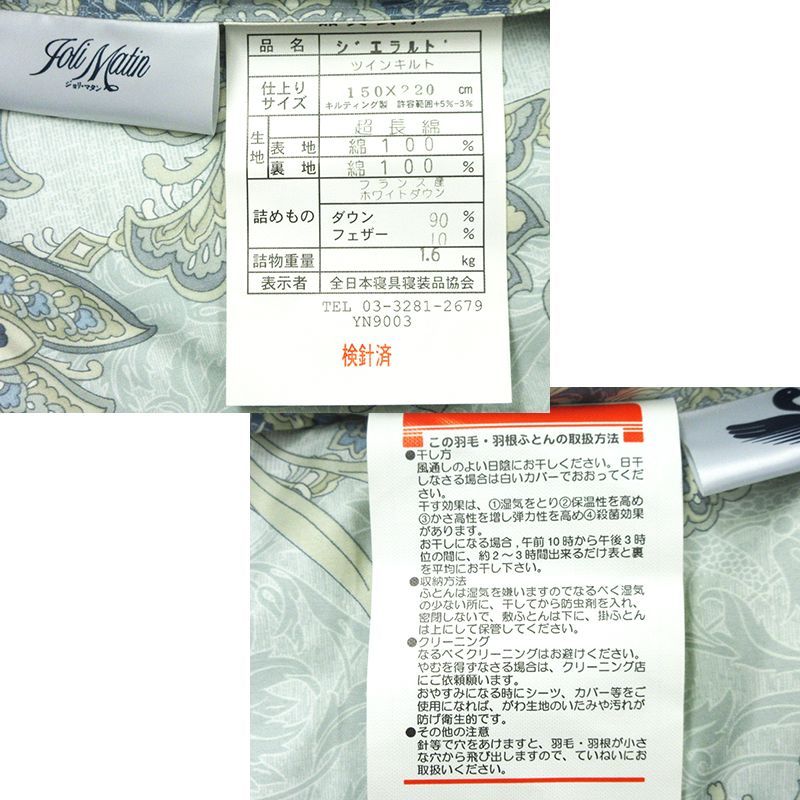 Joli Matin
ジョリ・マタン
品名 ジェラルド
ツインキルト
仕上り サイズ 150×220 cm
キルティング製 許容範囲+5%-3%
超長綿
生地 表地 綿100 %
裏地 綿100 %
フランス産
ホワイトダウン
詰めもの ダウン 90 %
フェザー 10 %
詰物重量 1.6 kg
表示者 全日本寝具寝装品協会
TEL 03-3281-2679
YN9003
検針済
この羽毛・羽根ふとんの取扱方法
●干し方
風通しのよい日陰にお干しください。日干
しなさる場合は白いカバーでおおってくだ
さい。
干す効果は、①湿気をとり②保温性を高め
③かさ高性を増し弾力性を高め④殺菌効果
があります。
お干しになる場合,午前10時から午後3時
位の間に、約2～3時間出来るだけ表と裏
を平均にお干し下さい。
●収納方法
ふとんは湿気を嫌いますのでなるべく湿気
の少ない所に、干してから防虫剤を入れ、
密閉しないで、敷ふとんは下に、掛ふとん
は上にして保管してください。
●クリーニング
なるべくクリーニングはお避けください。
やむを得ずなさる場合は、クリーニング店
にご依頼願います。
おやすみになる時にシーツ、カバー等をご
使用になれば、がわ生地のいたみや汚れが
防げ衛生的です。
●その他の注意
針等で穴をあけますと、羽毛・羽根が小さ
な穴から飛び出しますので、ていねいにお
取扱いください。